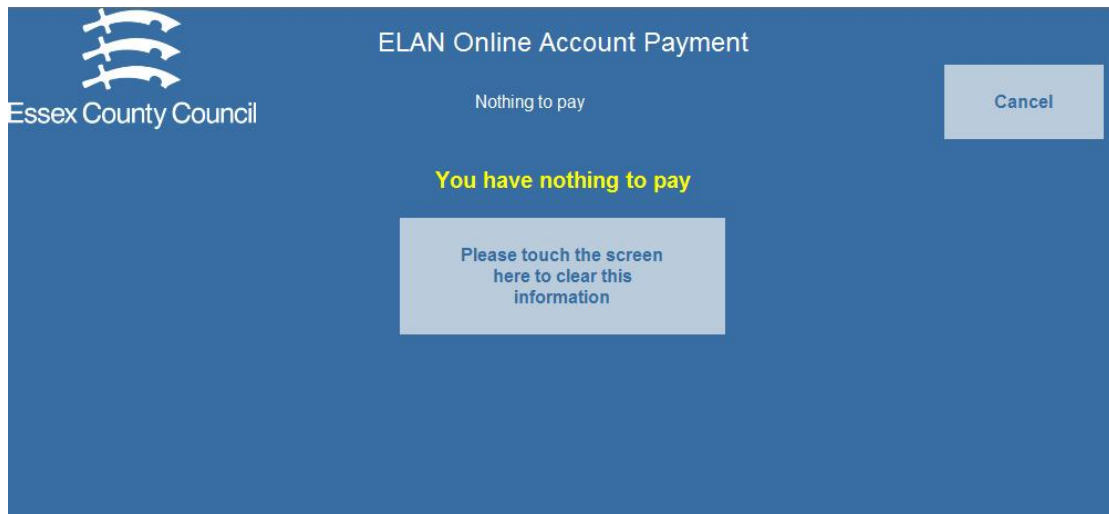 ELAN Online Account Payment
Essex County Council
Nothing to pay
Cancel
You have nothing to pay
Please touch the screen
here to clear this
information